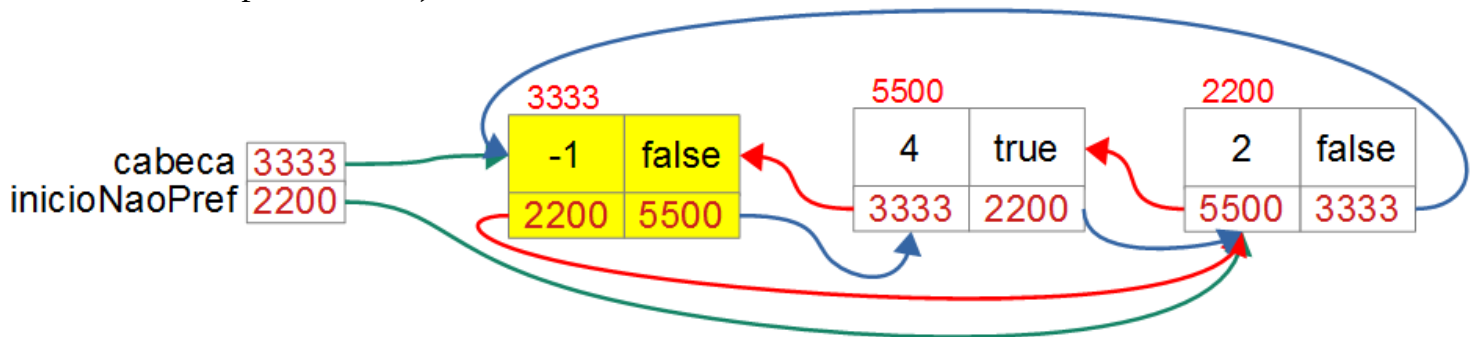 3333
5500
2200
-1 false
4 true
2 false
cabeca 3333
inicioNaoPref 2200
2200 5500
3333 2200
5500 3333